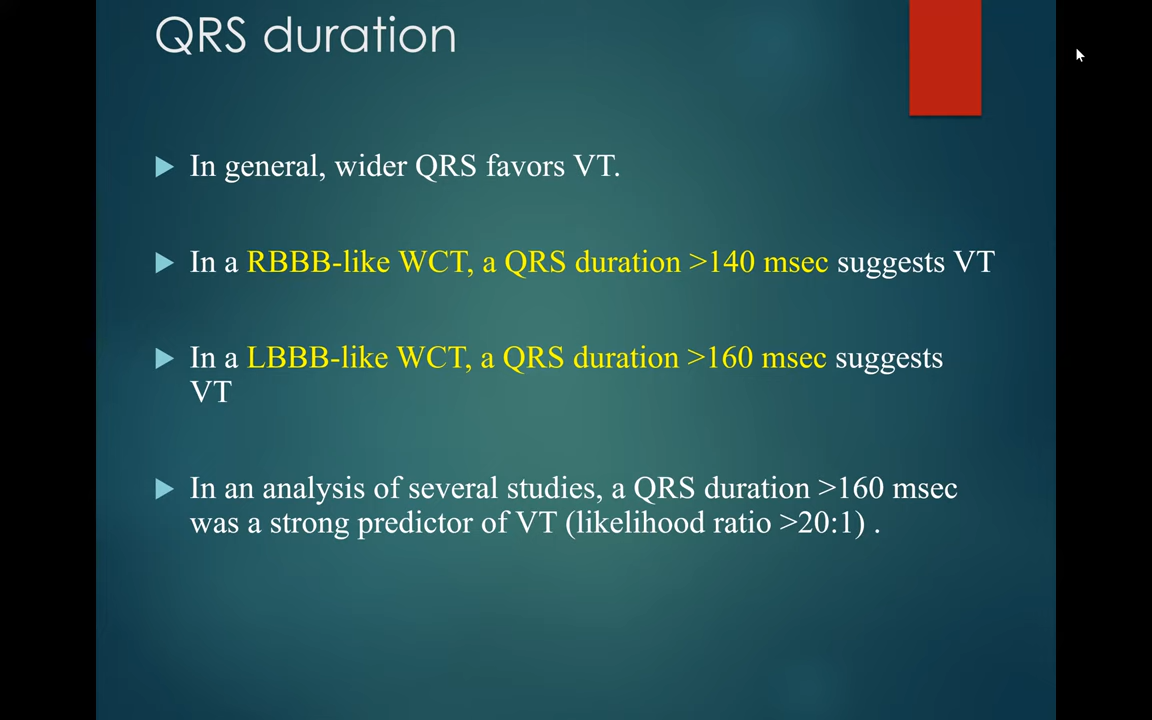 QRS duration
In general, wider QRS favors VT.
In a RBBB-like WCT, a QRS duration >140 msec suggests VT
In a LBBB-like WCT, a QRS duration >160 msec suggests
VT
In an analysis of several studies, a QRS duration >160 msec
was a strong predictor of VT (likelihood ratio >20:1) .